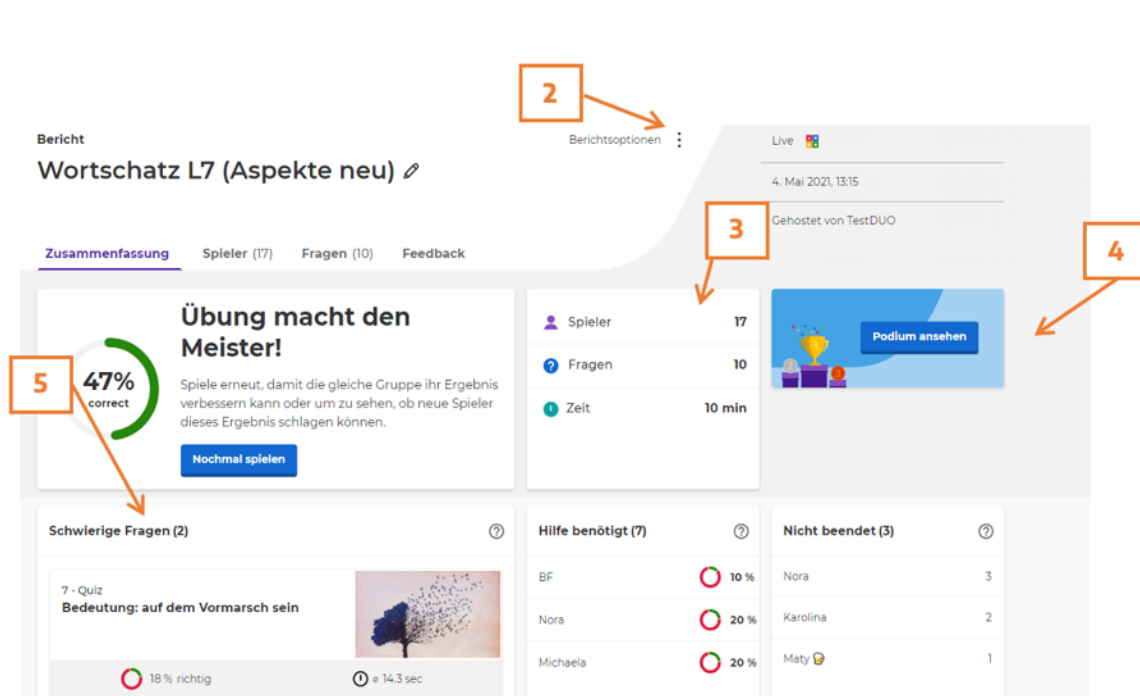 2
Bericht
Berichtsoptionen
Live
Wortschatz L7 (Aspekte neu)
4. Mai 2021, 13:15
3
Gehostet von TestDUO
4
Zusammenfassung Spieler (17) Fragen (10) Feedback
Übung macht den
Meister!
Spieler 17
Podium ansehen
Fragen 10
5
47%
correct
Spiele erneut, damit die gleiche Gruppe ihr Ergebnis
verbessern kann oder um zu sehen, ob neue Spieler
dieses Ergebnis schlagen können.
Zeit 10 min
Nochmal spielen
Schwierige Fragen (2)
7 - Quiz
Bedeutung: auf dem Vormarsch sein
18 % richtig
ø 14.3 sec
Hilfe benötigt (7)
BF 10 %
Nora 20 %
Michaela 20 %
Nicht beendet (3)
Nora 3
Karolina 2
Maty 🍺 1